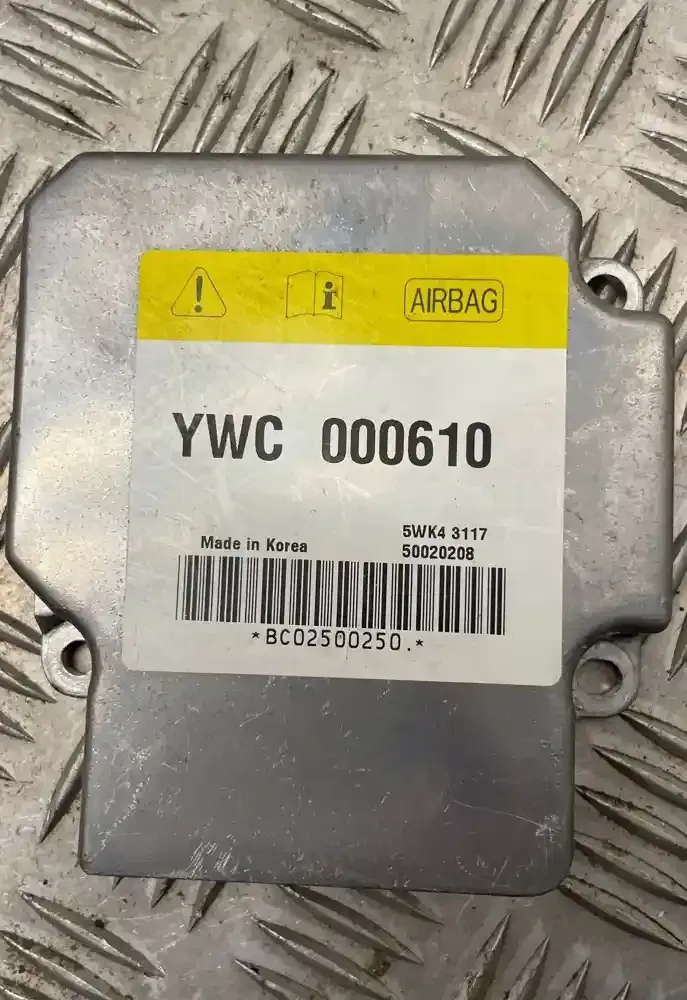 AIRBAG
YWC 000610
5WK4 3117
Made in Korea 50020208
*BC02500250.*